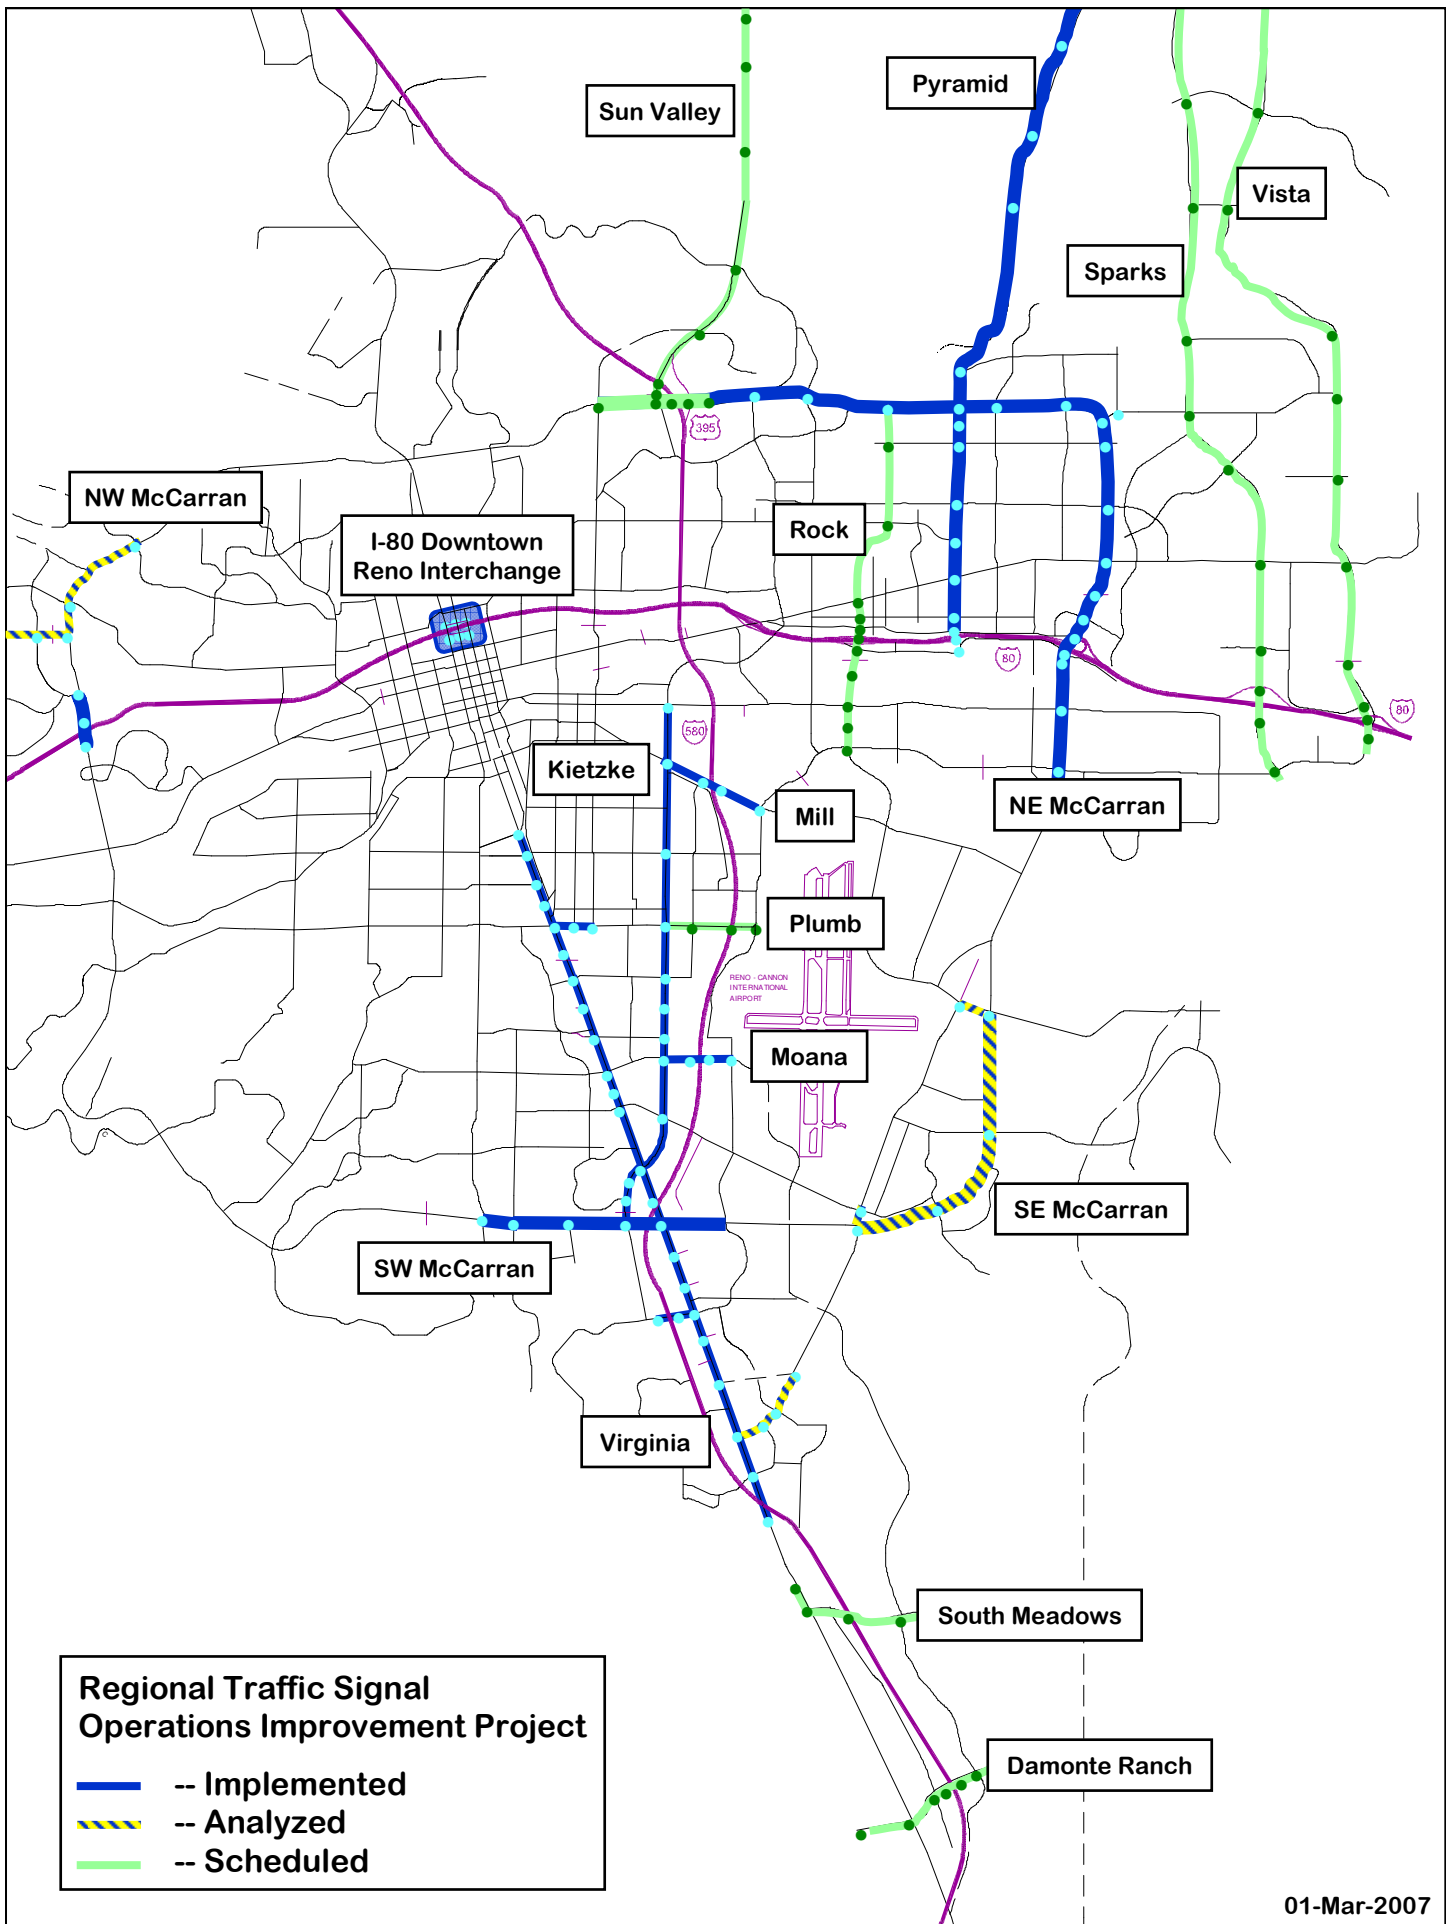 Pyramid
Sun Valley
Vista
Sparks
395
NW McCarran
Rock
I-80 Downtown
Reno Interchange
80
80
580
Kietzke
NE McCarran
Mill
Plumb
RENO - CANNON
INTERNATIONAL
AIRPORT
Moana
SE McCarran
SW McCarran
Virginia
South Meadows
Regional Traffic Signal
Operations Improvement Project
-- Implemented
-- Analyzed
-- Scheduled
Damonte Ranch
01-Mar-2007